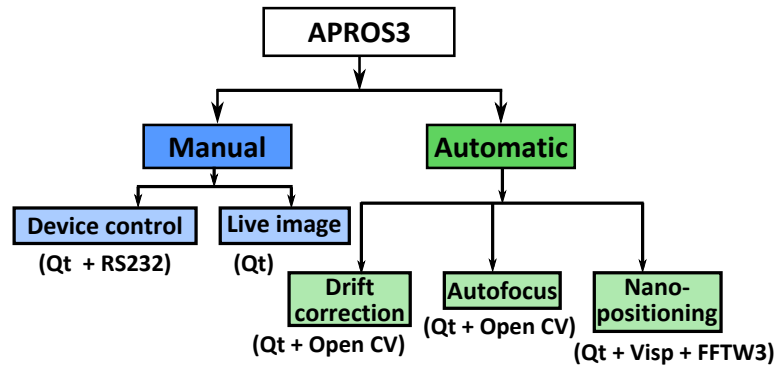 APROS3
Manual
Automatic
Device control
Live image
(Qt + RS232)
(Qt)
Drift
correction
Autofocus
Nano-
positioning
(Qt + Open CV)
(Qt + Open CV)
(Qt + Visp + FFTW3)